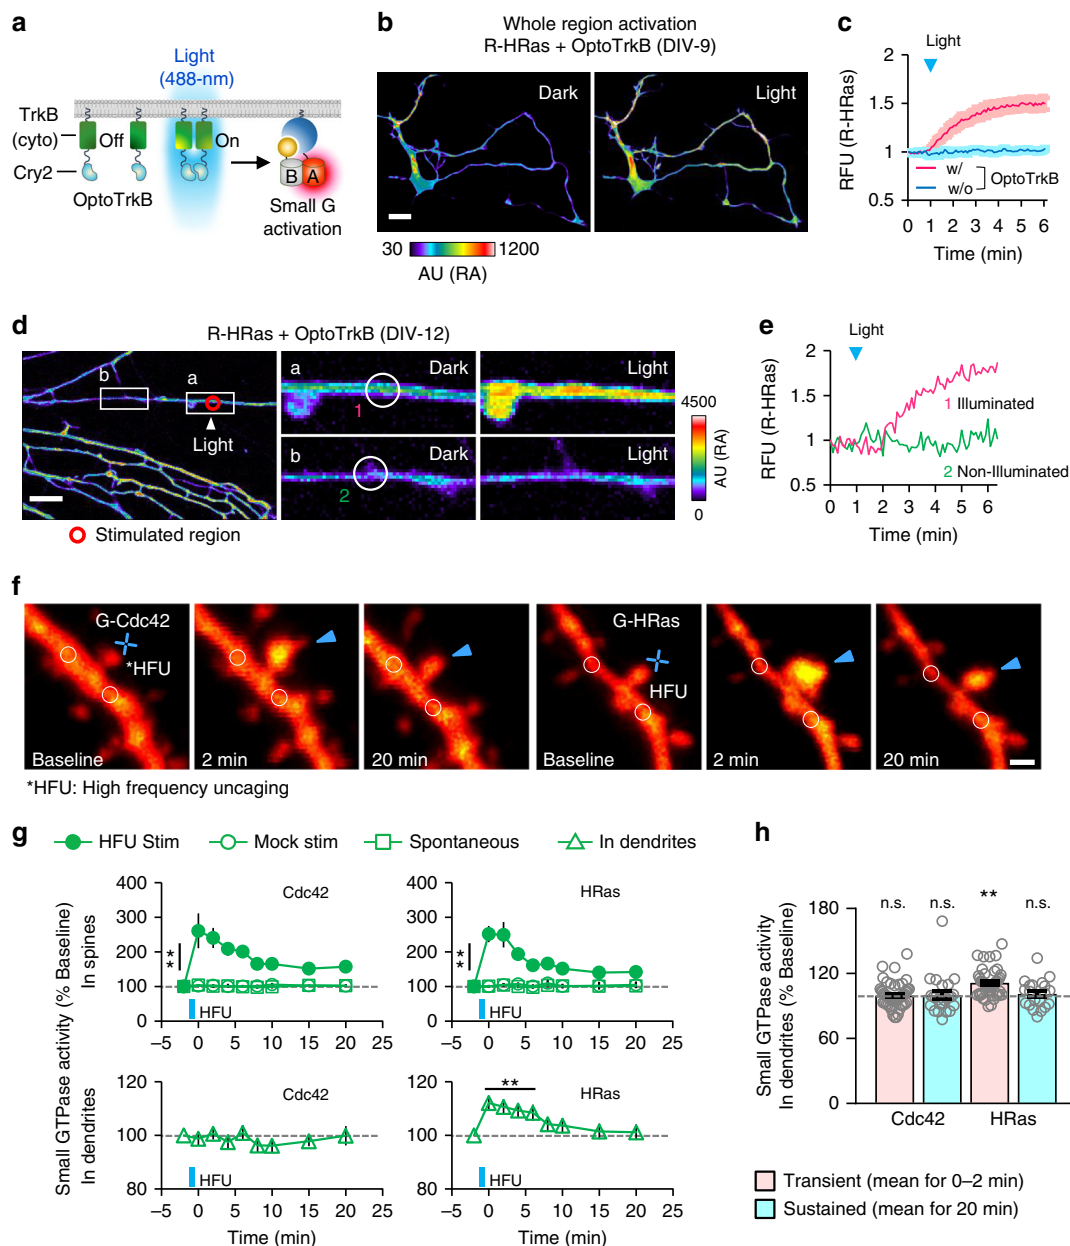 a
Light
(488-nm)
TrkB
(cyto)
Off
On
Cry2
B
A
OptoTrkB
Small G
activation
b
Whole region activation
R-HRas + OptoTrkB (DIV-9)
Dark
Light
30
1200
AU (RA)
c
Light
RFU (R-HRas)
2
1.5
1
0.5
w/
w/o
OptoTrkB
0 1 2 3 4 5 6
Time (min)
d
R-HRas + OptoTrkB (DIV-12)
b
a
Light
a
Dark
1
Light
b
Dark
2
Light
4500
AU (RA)
0
Stimulated region
e
Light
RFU (R-HRas)
2
1.5
1
0.5
1 Illuminated
2 Non-Illuminated
0 1 2 3 4 5 6
Time (min)
f
G-Cdc42
*HFU
Baseline
2 min
20 min
G-HRas
HFU
Baseline
2 min
20 min
*HFU: High frequency uncaging
g
HFU Stim
Mock stim
Spontaneous
In dendrites
Small GTPase activity (% Baseline)
In spines
In dendrites
Cdc42
400
300
200
100
0
**
HFU
−5 0 5 10 15 20 25
HRas
400
300
200
100
0
**
HFU
−5 0 5 10 15 20 25
Cdc42
120
100
80
HFU
−5 0 5 10 15 20 25
Time (min)
HRas
120
100
80
**
HFU
−5 0 5 10 15 20 25
Time (min)
h
Small GTPase activity
In dendrites (% Baseline)
180
120
60
0
n.s. n.s. ** n.s.
Cdc42 HRas
Transient (mean for 0–2 min)
Sustained (mean for 20 min)